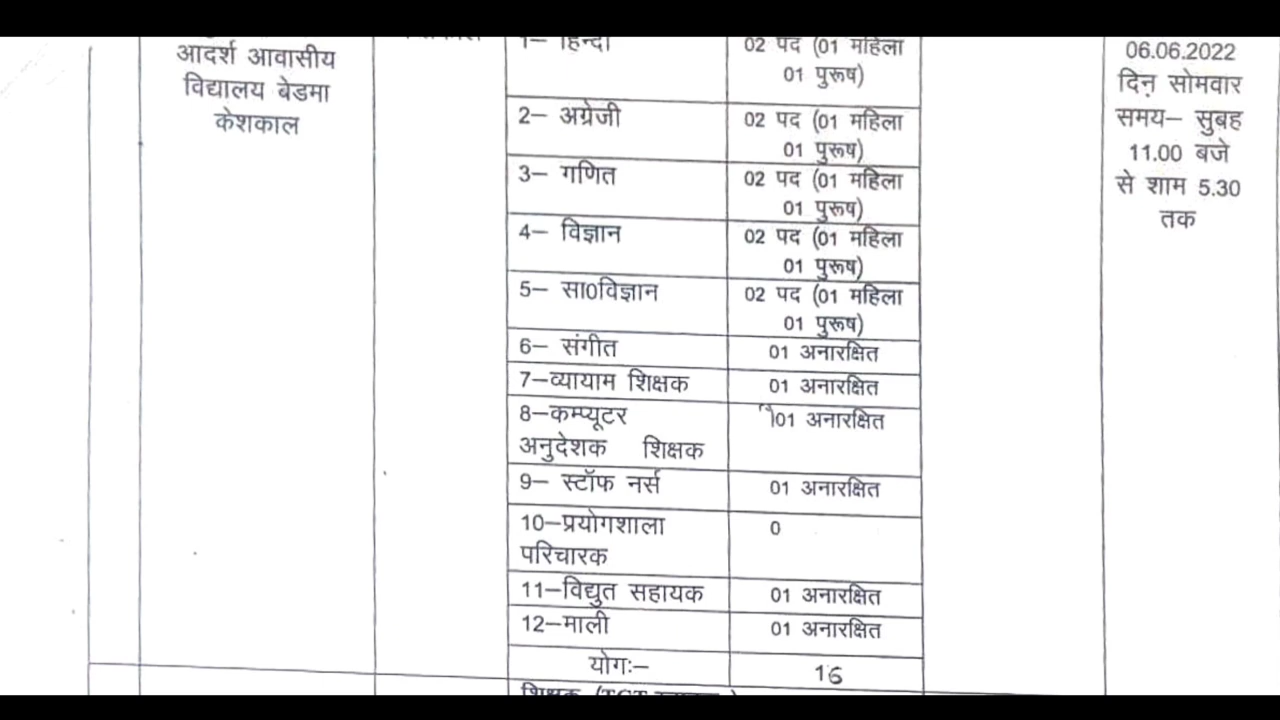 आदर्श आवासीय
विद्यालय बेडमा
केशकाल
1– हिन्दी
02 पद (01 महिला
01 पुरूष)
2– अग्रेजी
02 पद (01 महिला
01 पुरूष)
3– गणित
02 पद (01 महिला
01 पुरूष)
4– विज्ञान
02 पद (01 महिला
01 पुरूष)
5– सा0विज्ञान
02 पद (01 महिला
01 पुरूष)
6– संगीत
01 अनारक्षित
7–व्यायाम शिक्षक
01 अनारक्षित
8–कम्प्यूटर
अनुदेशक शिक्षक
01 अनारक्षित
9– स्टॉफ नर्स
01 अनारक्षित
10–प्रयोगशाला
परिचारक
0
11–विद्युत सहायक
01 अनारक्षित
12–माली
01 अनारक्षित
योगः–
16
06.06.2022
दिन सोमवार
समय– सुबह
11.00 बजे
से शाम 5.30
तक
शिक्षक